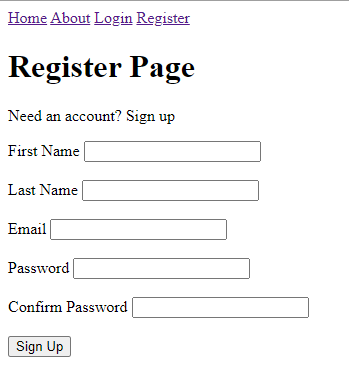 Home About Login Register
Register Page
Need an account? Sign up
First Name
Last Name
Email
Password
Confirm Password
Sign Up